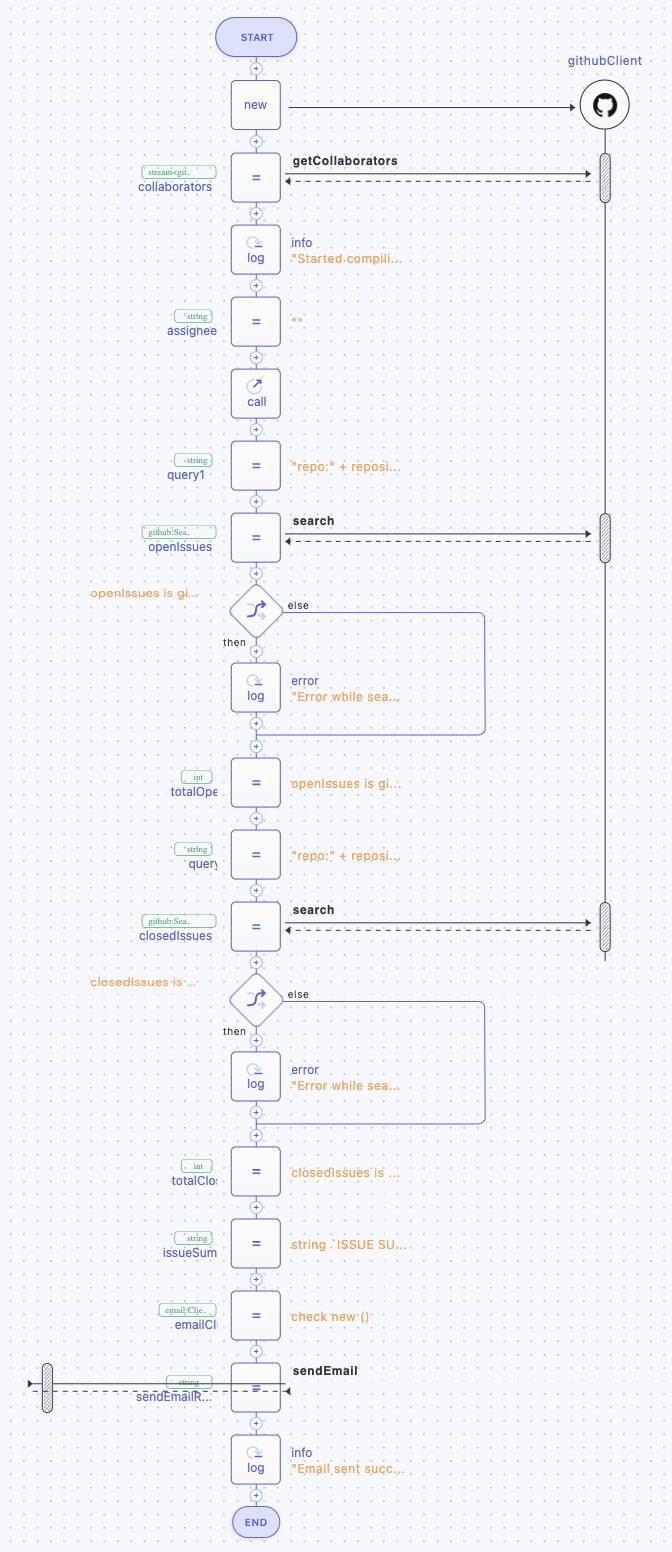 START
githubClient
new
getCollaborators
stream<git.
collaborators
=
info
log
"Started compili...
string
assignee
=
""
call
string
query1
=
"repo:" + reposi...
search
github:Sea.
openIssues
=
openIssues is gi...
else
then
error
log
"Error while sea...
int
totalOpe
=
openIssues is gi...
string
query
=
"repo:" + reposi...
search
github:Sea.
closedIssues
=
closedIssues is ...
else
then
error
log
"Error while sea...
int
totalClo
=
closedIssues is ...
string
issueSum
=
string `ISSUE SU...
email:Clie.
emailCl
=
check new ()
sendEmail
string
sendEmailR...
=
info
log
"Email sent succ...
END